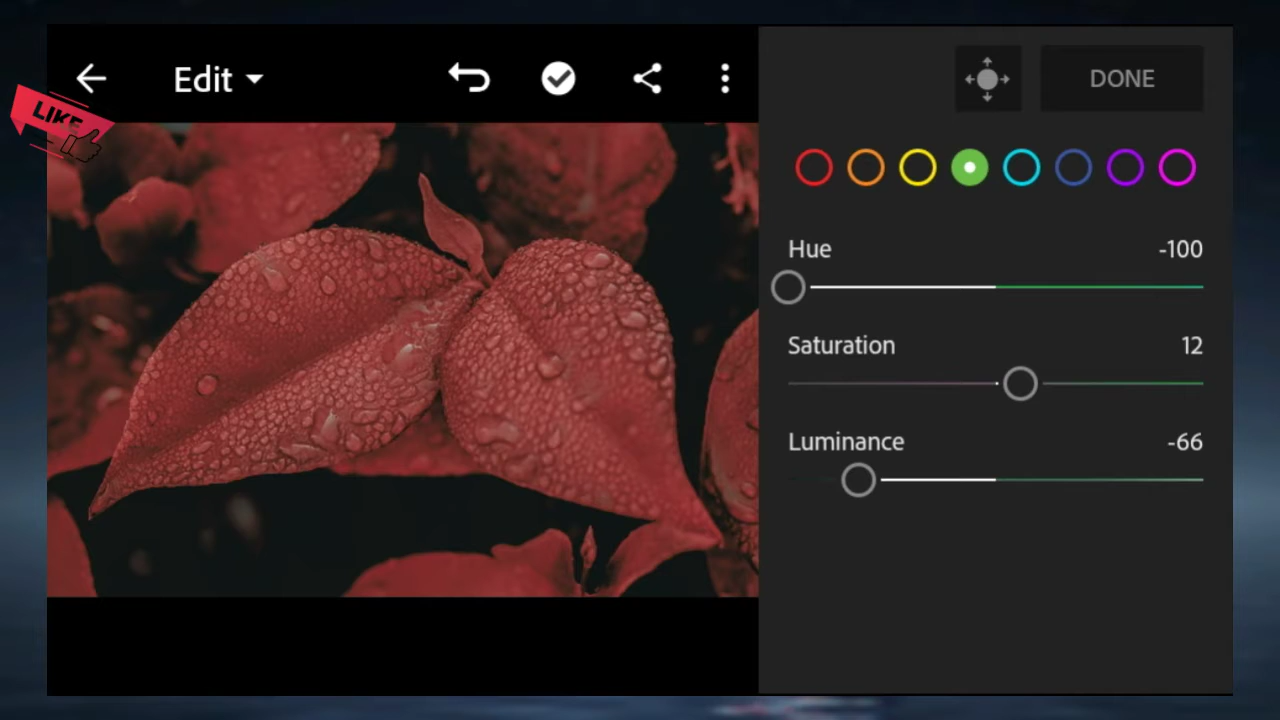 Edit
DONE
LIKE
Hue -100
Saturation 12
Luminance -66